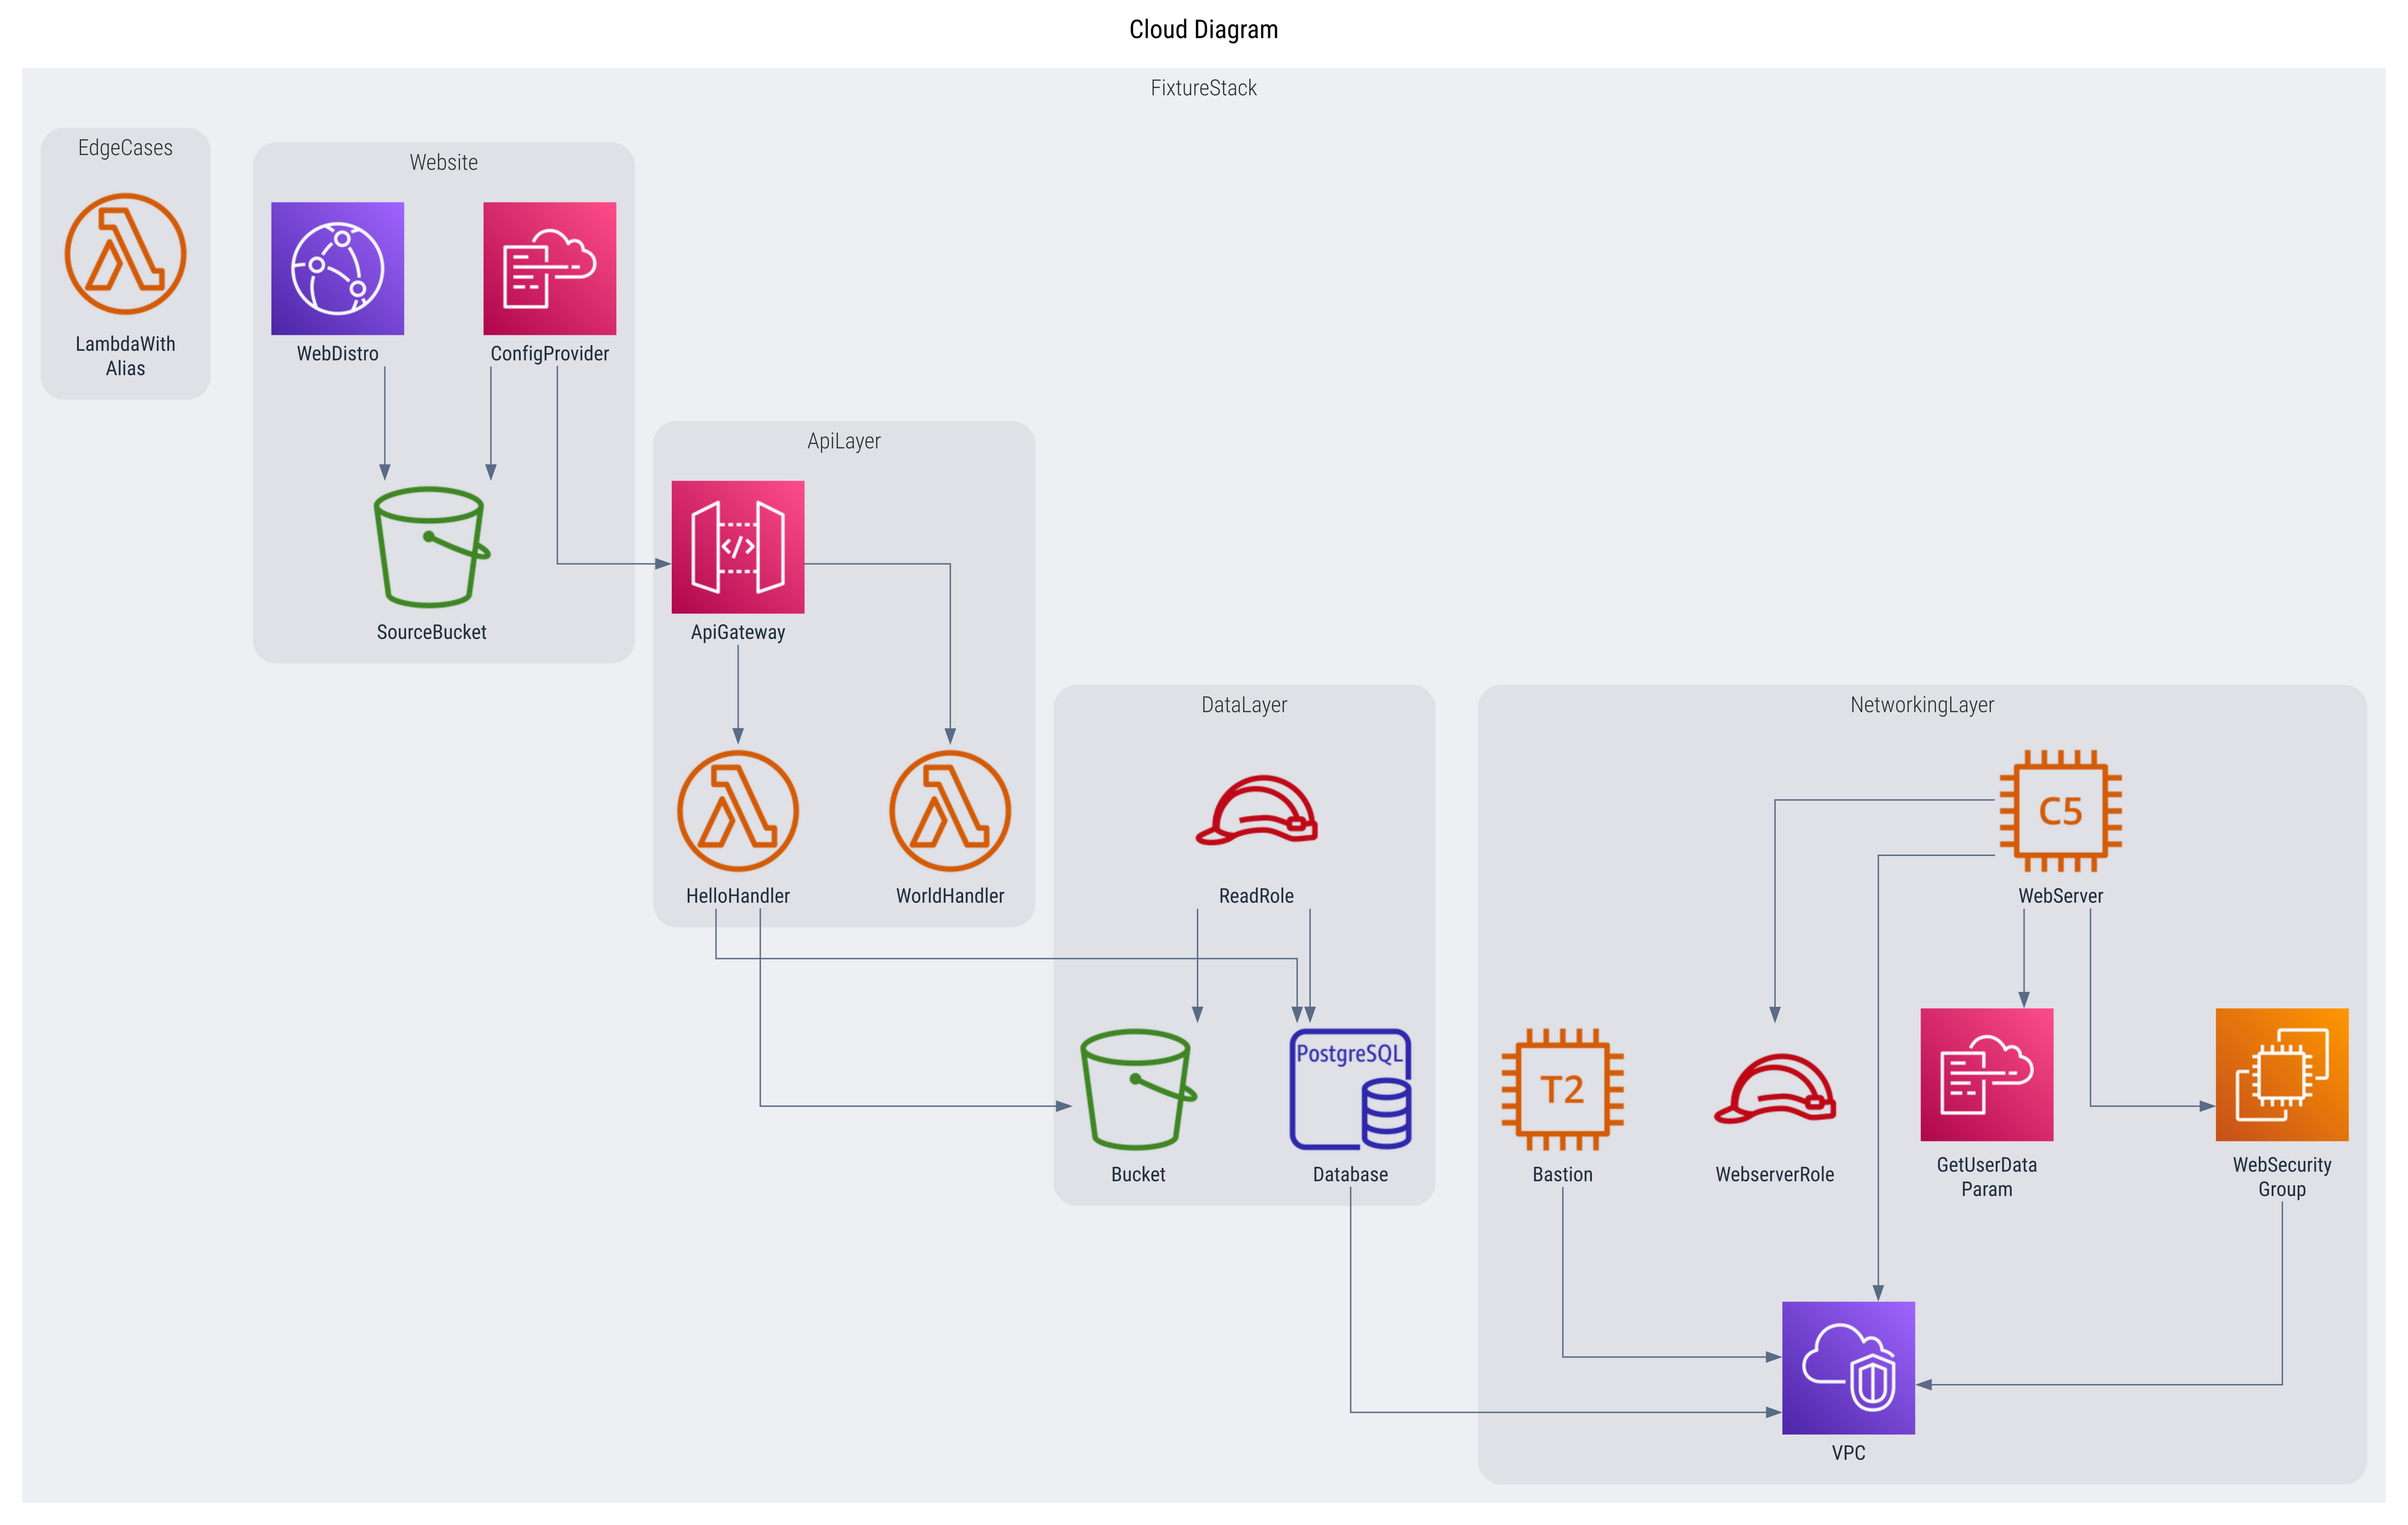 Cloud Diagram
FixtureStack
EdgeCases
LambdaWith
Alias
Website
WebDistro
ConfigProvider
SourceBucket
ApiLayer
</>
ApiGateway
HelloHandler
WorldHandler
DataLayer
ReadRole
Bucket
PostgreSQL
Database
NetworkingLayer
C5
WebServer
T2
Bastion
WebserverRole
GetUserData
Param
WebSecurity
Group
VPC